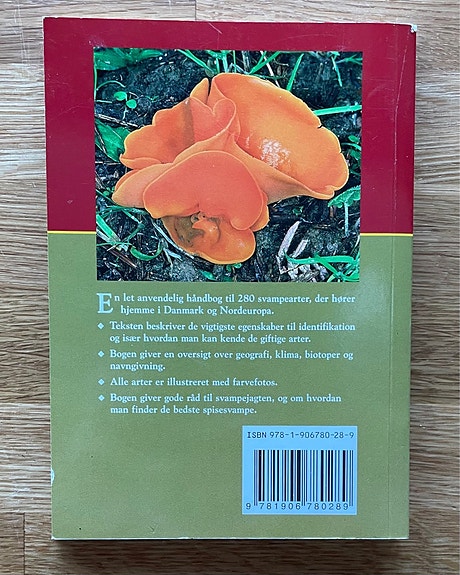 En let anvendelig håndbog til 280 svampearter, der hører
hjemme i Danmark og Nordeuropa.
❖ Teksten beskriver de vigtigste egenskaber til identifikation
og især hvordan man kan kende de giftige arter.
❖ Bogen giver en oversigt over geografi, klima, biotoper og
navngivning.
❖ Alle arter er illustreret med farvefotos.
❖ Bogen giver gode råd til svampejagten, og om hvordan
man finder de bedste spisesvampe.
ISBN 978-1-906780-28-9
9 781906 780289